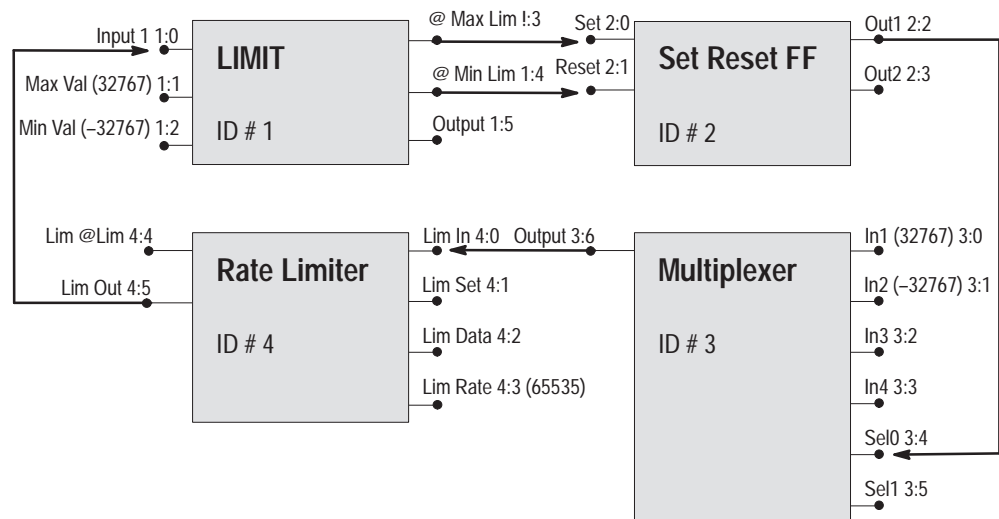 Input 1 1:0
Max Val (32767) 1:1
Min Val (–32767) 1:2
LIMIT
ID # 1
@ Max Lim !:3
@ Min Lim 1:4
Output 1:5
Set 2:0
Reset 2:1
Set Reset FF
ID # 2
Out1 2:2
Out2 2:3
Lim @Lim 4:4
Lim Out 4:5
Rate Limiter
ID # 4
Lim In 4:0
Lim Set 4:1
Lim Data 4:2
Lim Rate 4:3 (65535)
Output 3:6
Multiplexer
ID # 3
In1 (32767) 3:0
In2 (–32767) 3:1
In3 3:2
In4 3:3
Sel0 3:4
Sel1 3:5